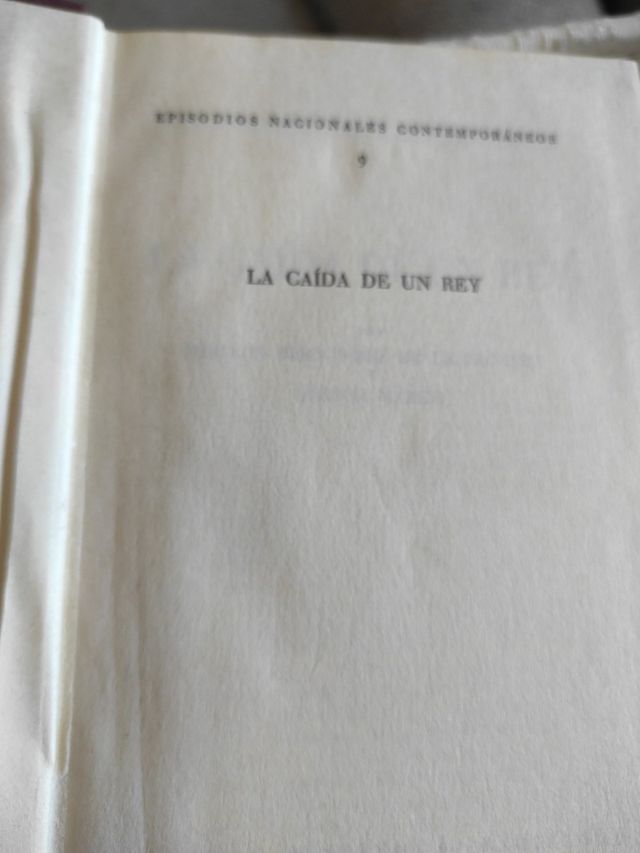 EPISODIOS NACIONALES CONTEMPORÁNEOS
9
LA CAÍDA DE UN REY